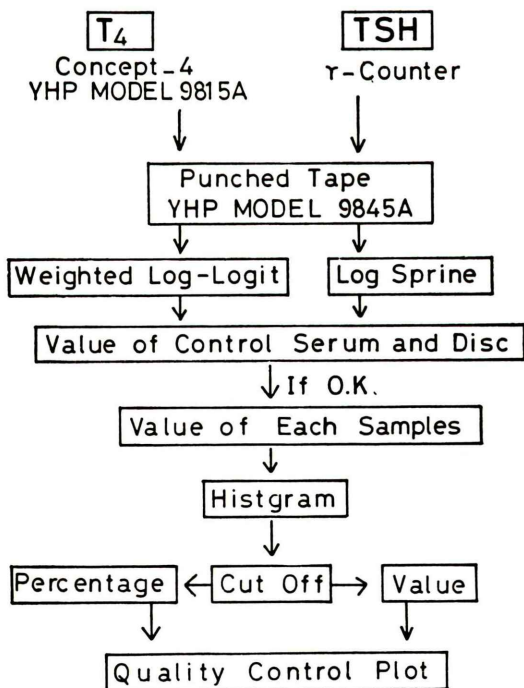 T₄ TSH
Concept-4 γ-Counter
YHP MODEL 9815A
Punched Tape
YHP MODEL 9845A
Weighted Log-Logit Log Sprine
Value of Control Serum and Disc
If O.K.
Value of Each Samples
Histgram
Percentage Cut Off Value
Quality Control Plot